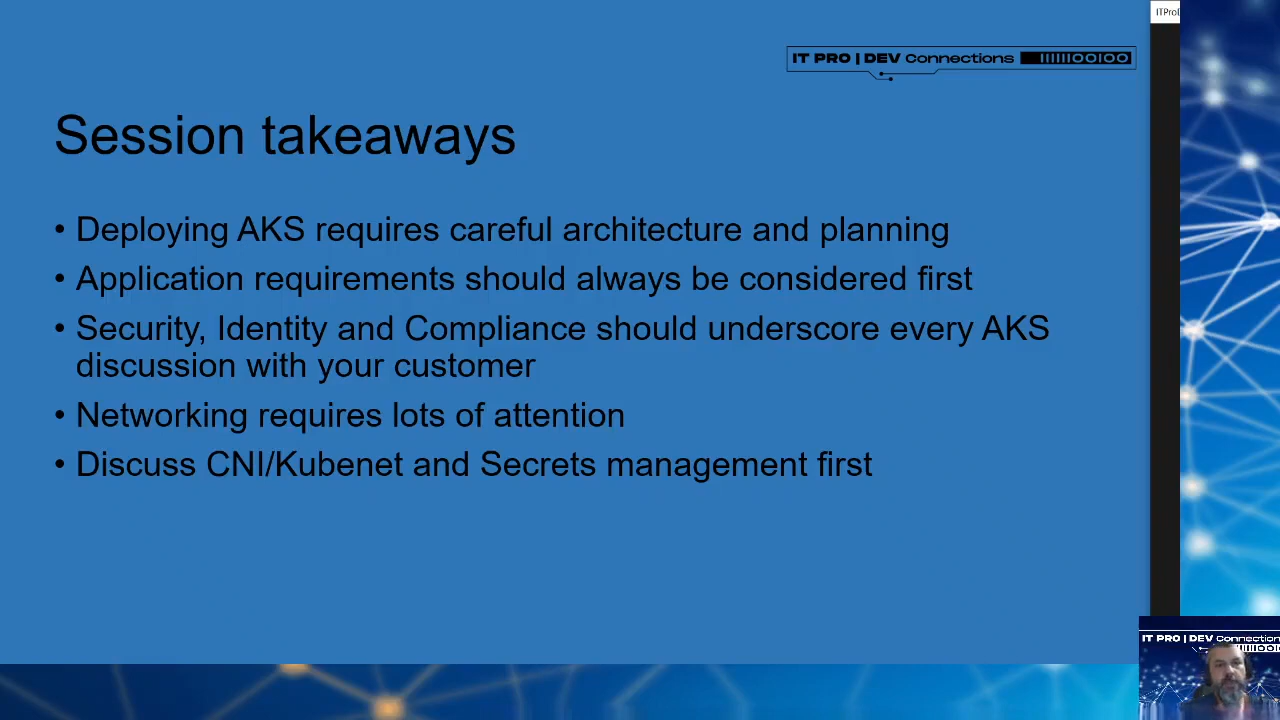 ITPro
IT PRO | DEV Connections
Session takeaways
• Deploying AKS requires careful architecture and planning
• Application requirements should always be considered first
• Security, Identity and Compliance should underscore every AKS
discussion with your customer
• Networking requires lots of attention
• Discuss CNI/Kubenet and Secrets management first
IT PRO | DEV Connection